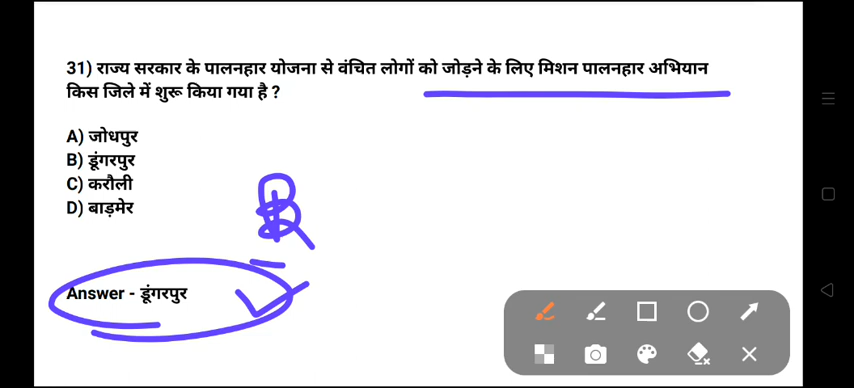 31) राज्य सरकार के पालनहार योजना से वंचित लोगों को जोड़ने के लिए मिशन पालनहार अभियान
किस जिले में शुरू किया गया है ?
A) जोधपुर
B) डूंगरपुर
C) करौली
D) बाड़मेर
Answer - डूंगरपुर